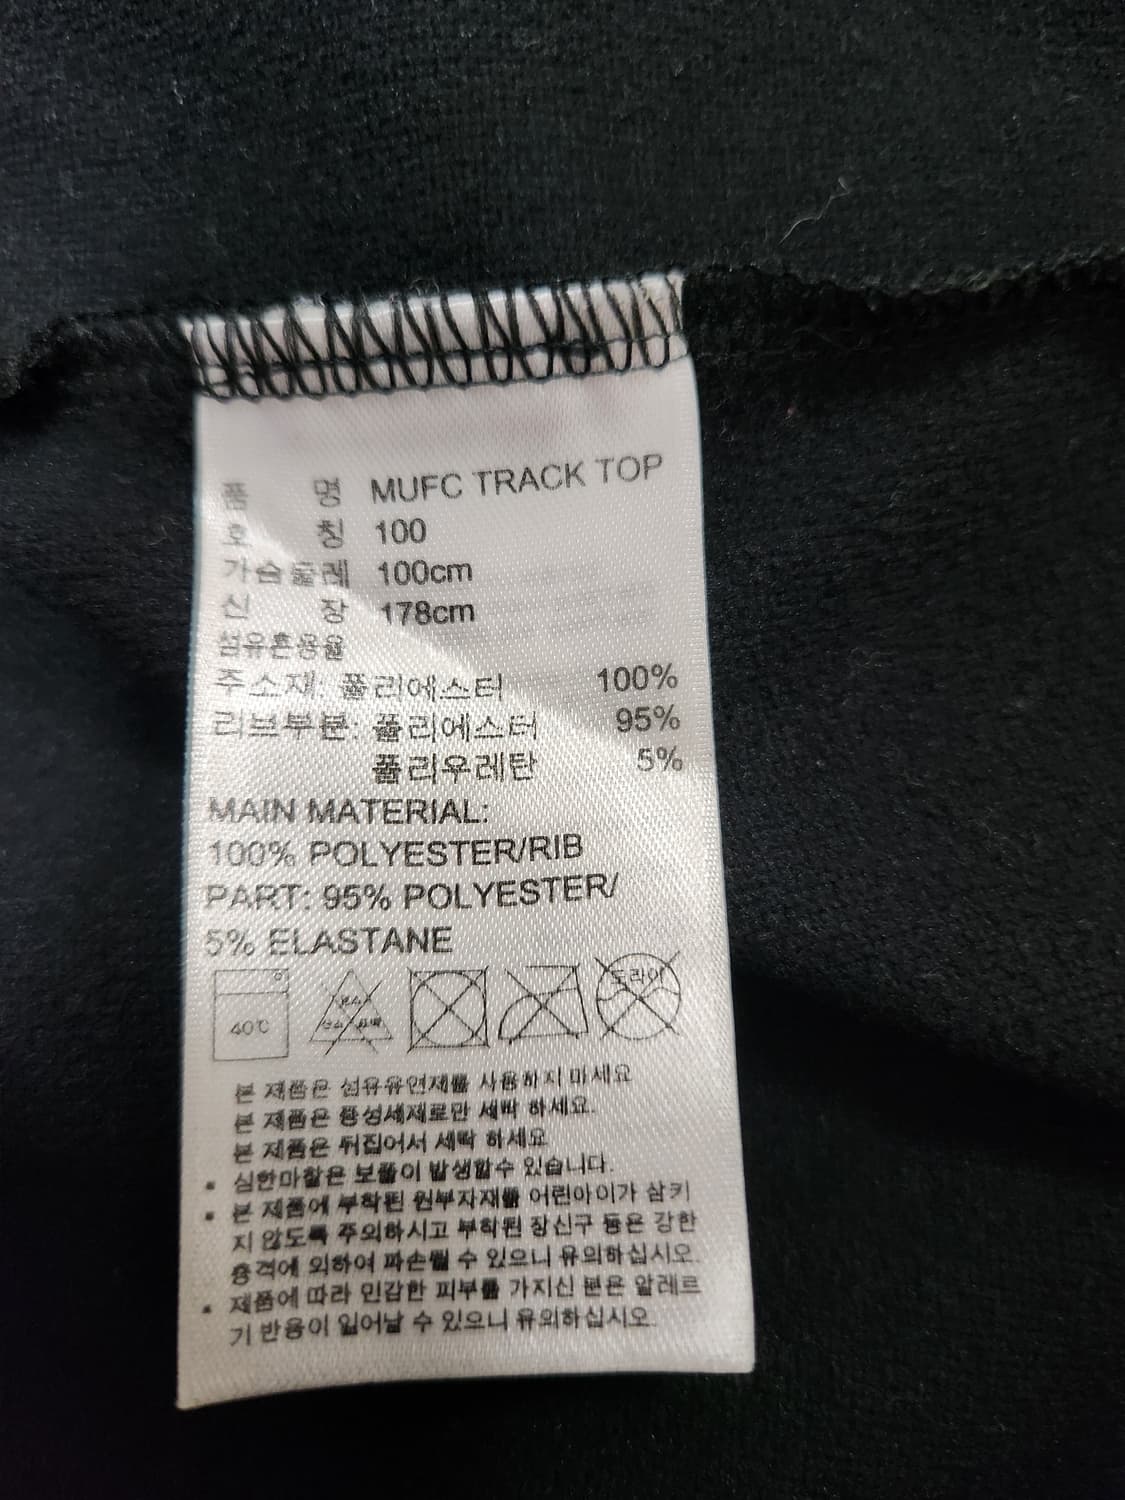 품 명 MUFC TRACK TOP
호 칭 100
가슴둘레 100cm
신 장 178cm
섬유혼용율
주소재: 폴리에스터 100%
리브부분: 폴리에스터 95%
폴리우레탄 5%
MAIN MATERIAL:
100% POLYESTER/RIB
PART: 95% POLYESTER/
5% ELASTANE
40℃
염소
산소 표백
드라이
본 제품은 섬유유연제를 사용하지 마세요
본 제품은 중성세제로만 세탁 하세요.
본 제품은 뒤집어서 세탁 하세요
• 심한마찰은 보풀이 발생할수 있습니다.
• 본 제품에 부착된 원부자재를 어린아이가 삼키
지 않도록 주의하시고 부착된 장신구 등은 강한
충격에 의하여 파손될 수 있으니 유의하십시오.
• 제품에 따라 민감한 피부를 가지신 분은 알레르
기 반응이 일어날 수 있으니 유의하십시오.